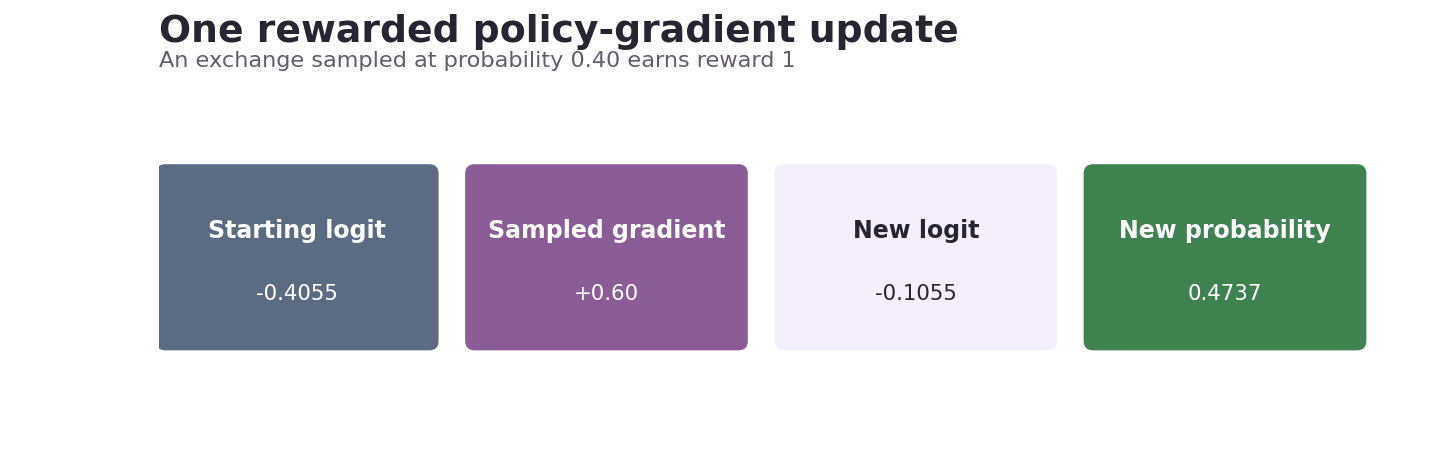 One rewarded policy-gradient update
An exchange sampled at probability 0.40 earns reward 1
Starting logit
-0.4055
Sampled gradient
+0.60
New logit
-0.1055
New probability
0.4737